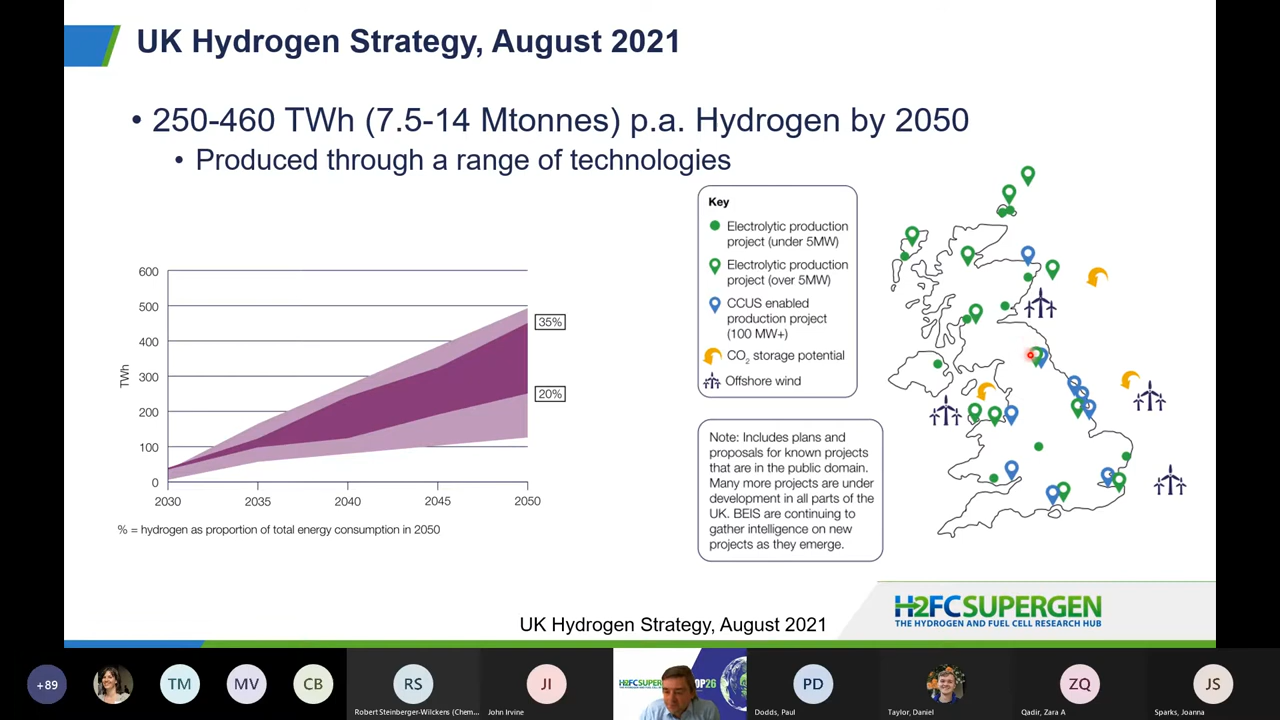 UK Hydrogen Strategy, August 2021
• 250-460 TWh (7.5-14 Mtonnes) p.a. Hydrogen by 2050
• Produced through a range of technologies
600
500
400
300
200
100
0
TWh
2030
2035
2040
2045
2050
35%
20%
% = hydrogen as proportion of total energy consumption in 2050
Key
Electrolytic production
project (under 5MW)
Electrolytic production
project (over 5MW)
CCUS enabled
production project
(100 MW+)
CO2 storage potential
Offshore wind
Note: Includes plans and
proposals for known projects
that are in the public domain.
Many more projects are under
development in all parts of the
UK. BEIS are continuing to
gather intelligence on new
projects as they emerge.
UK Hydrogen Strategy, August 2021
H2FCSUPERGEN
THE HYDROGEN AND FUEL CELL RESEARCH HUB
+89
TM
MV
CB
RS
Robert Steinberger-Wilckers (Chem...
JI
John Irvine
H2FCSUPER
OP26
PD
Dodds, Paul
Taylor, Daniel
ZQ
Qadir, Zara A
JS
Sparks, Joanna